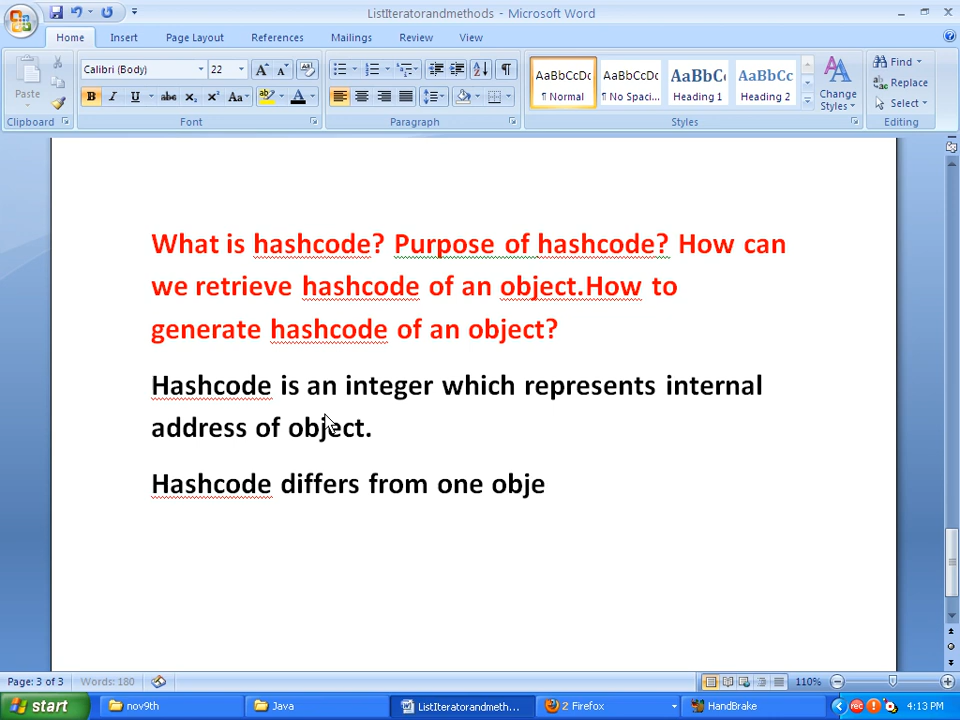 ListIteratorandmethods - Microsoft Word
Home Insert Page Layout References Mailings Review View
Paste
Calibri (Body) 22
AaBbCcDc AaBbCcDc AaBbC AaBbCc
¶ Normal ¶ No Spaci... Heading 1 Heading 2
Change Styles
Find
Replace
Select
Clipboard Font Paragraph Styles Editing
What is hashcode? Purpose of hashcode? How can
we retrieve hashcode of an object.How to
generate hashcode of an object?
Hashcode is an integer which represents internal
address of object.
Hashcode differs from one obje
Page: 3 of 3 Words: 180 110%
start nov9th Java ListIteratorandmeth... 2 Firefox HandBrake 4:13 PM